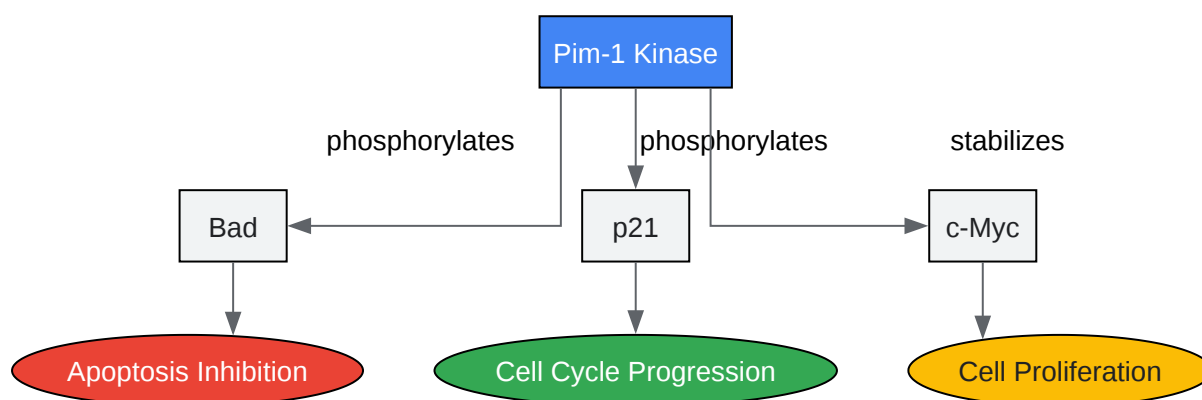 Pim-1 Kinase
phosphorylates
phosphorylates
stabilizes
Bad
p21
c-Myc
Apoptosis Inhibition
Cell Cycle Progression
Cell Proliferation